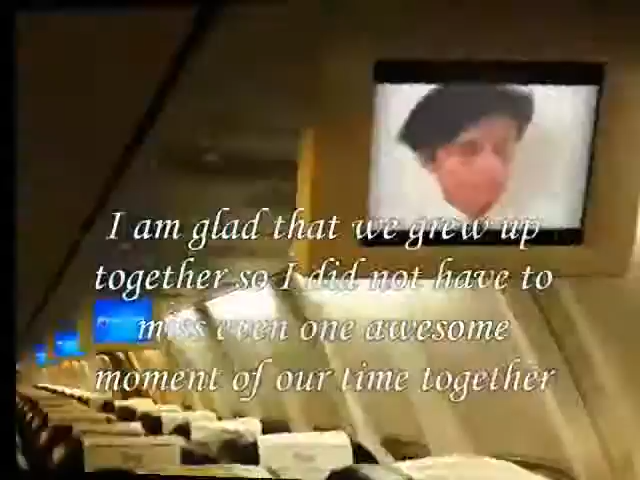 I am glad that we grew up
together so I did not have to
miss even one awesome
moment of our time together